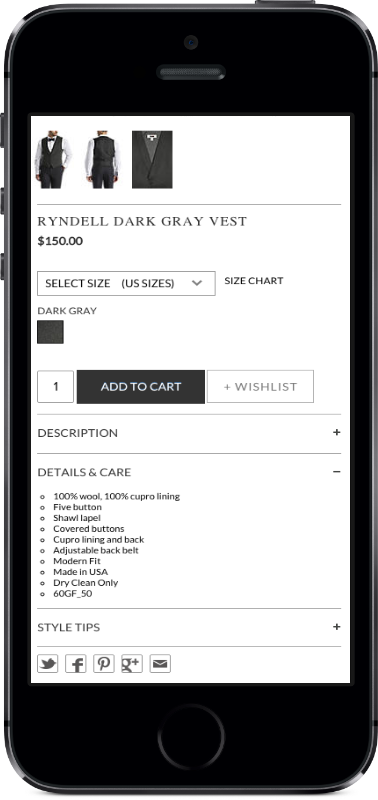 RYNDELL DARK GRAY VEST
$150.00
SELECT SIZE (US SIZES) SIZE CHART
DARK GRAY
1 ADD TO CART + WISHLIST
DESCRIPTION +
DETAILS & CARE −
100% wool, 100% cupro lining
Five button
Shawl lapel
Covered buttons
Cupro lining and back
Adjustable back belt
Modern Fit
Made in USA
Dry Clean Only
60GF_50
STYLE TIPS +